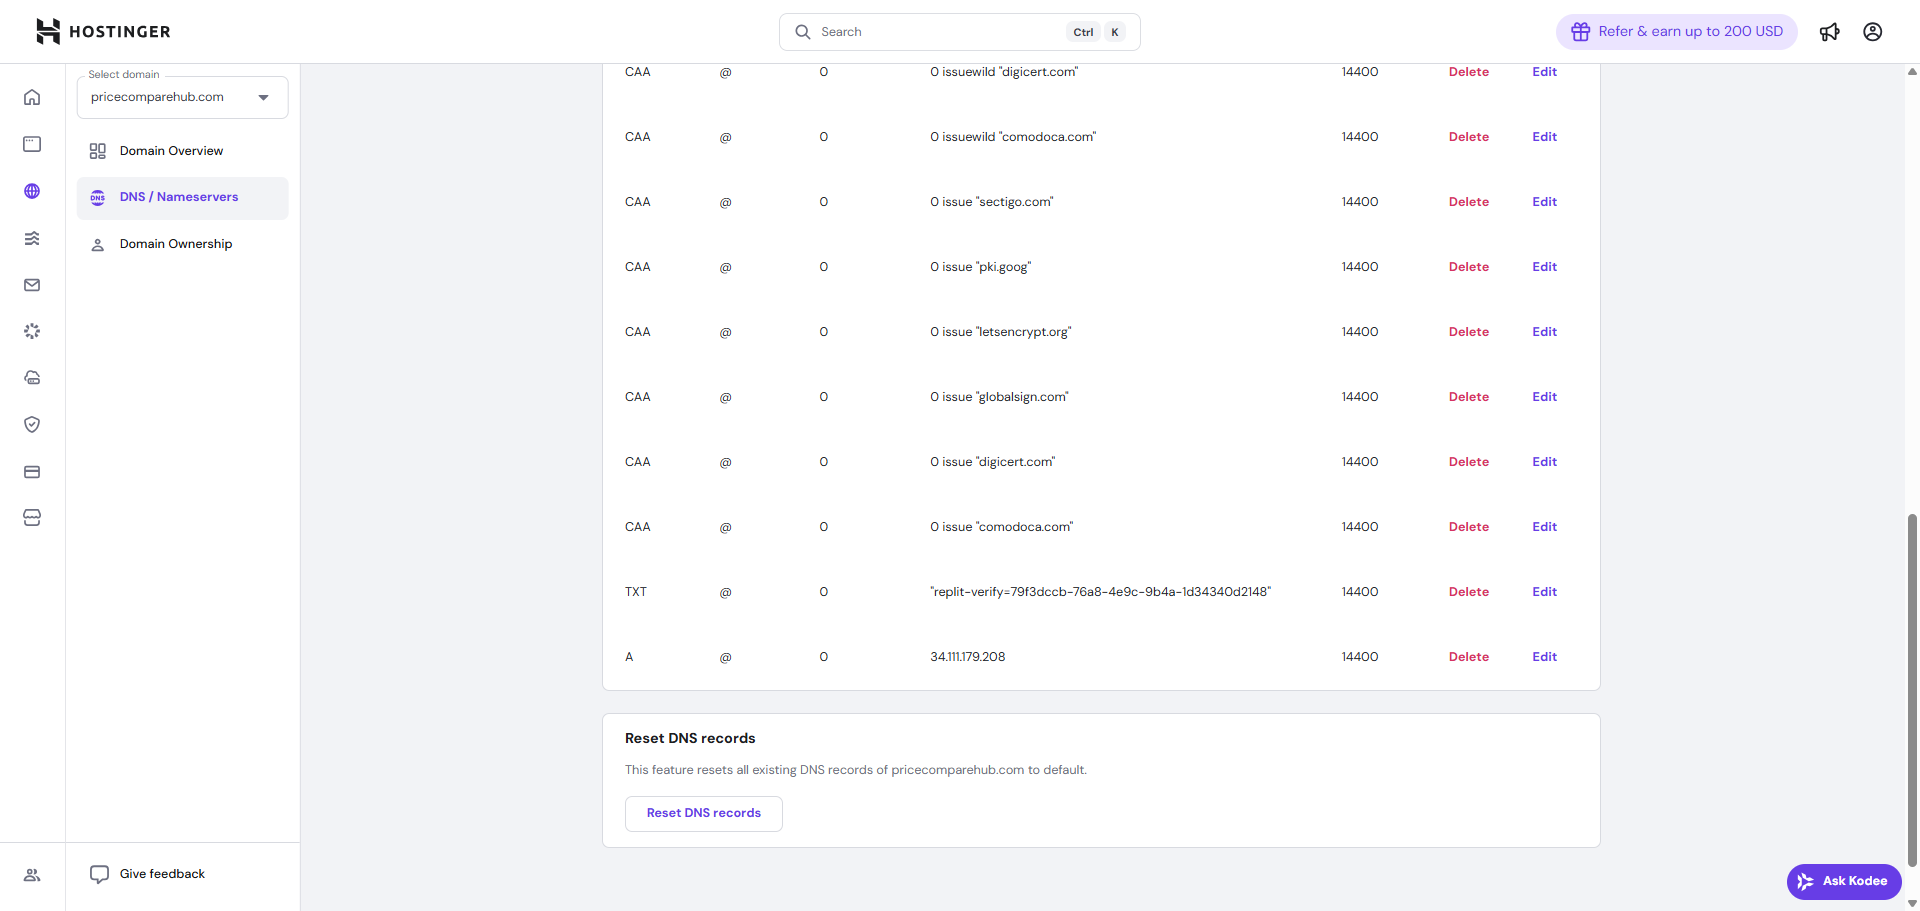 HOSTINGER
Search
Ctrl K
Refer & earn up to 200 USD
Select domain
pricecomparehub.com
Domain Overview
DNS DNS / Nameservers
Domain Ownership
Give feedback
CAA @ 0 0 issuewild "digicert.com" 14400 Delete Edit
CAA @ 0 0 issuewild "comodoca.com" 14400 Delete Edit
CAA @ 0 0 issue "sectigo.com" 14400 Delete Edit
CAA @ 0 0 issue "pki.goog" 14400 Delete Edit
CAA @ 0 0 issue "letsencrypt.org" 14400 Delete Edit
CAA @ 0 0 issue "globalsign.com" 14400 Delete Edit
CAA @ 0 0 issue "digicert.com" 14400 Delete Edit
CAA @ 0 0 issue "comodoca.com" 14400 Delete Edit
TXT @ 0 "replit-verify=79f3dccb-76a8-4e9c-9b4a-1d34340d2148" 14400 Delete Edit
A @ 0 34.111.179.208 14400 Delete Edit
Reset DNS records
This feature resets all existing DNS records of pricecomparehub.com to default.
Reset DNS records
Ask Kodee